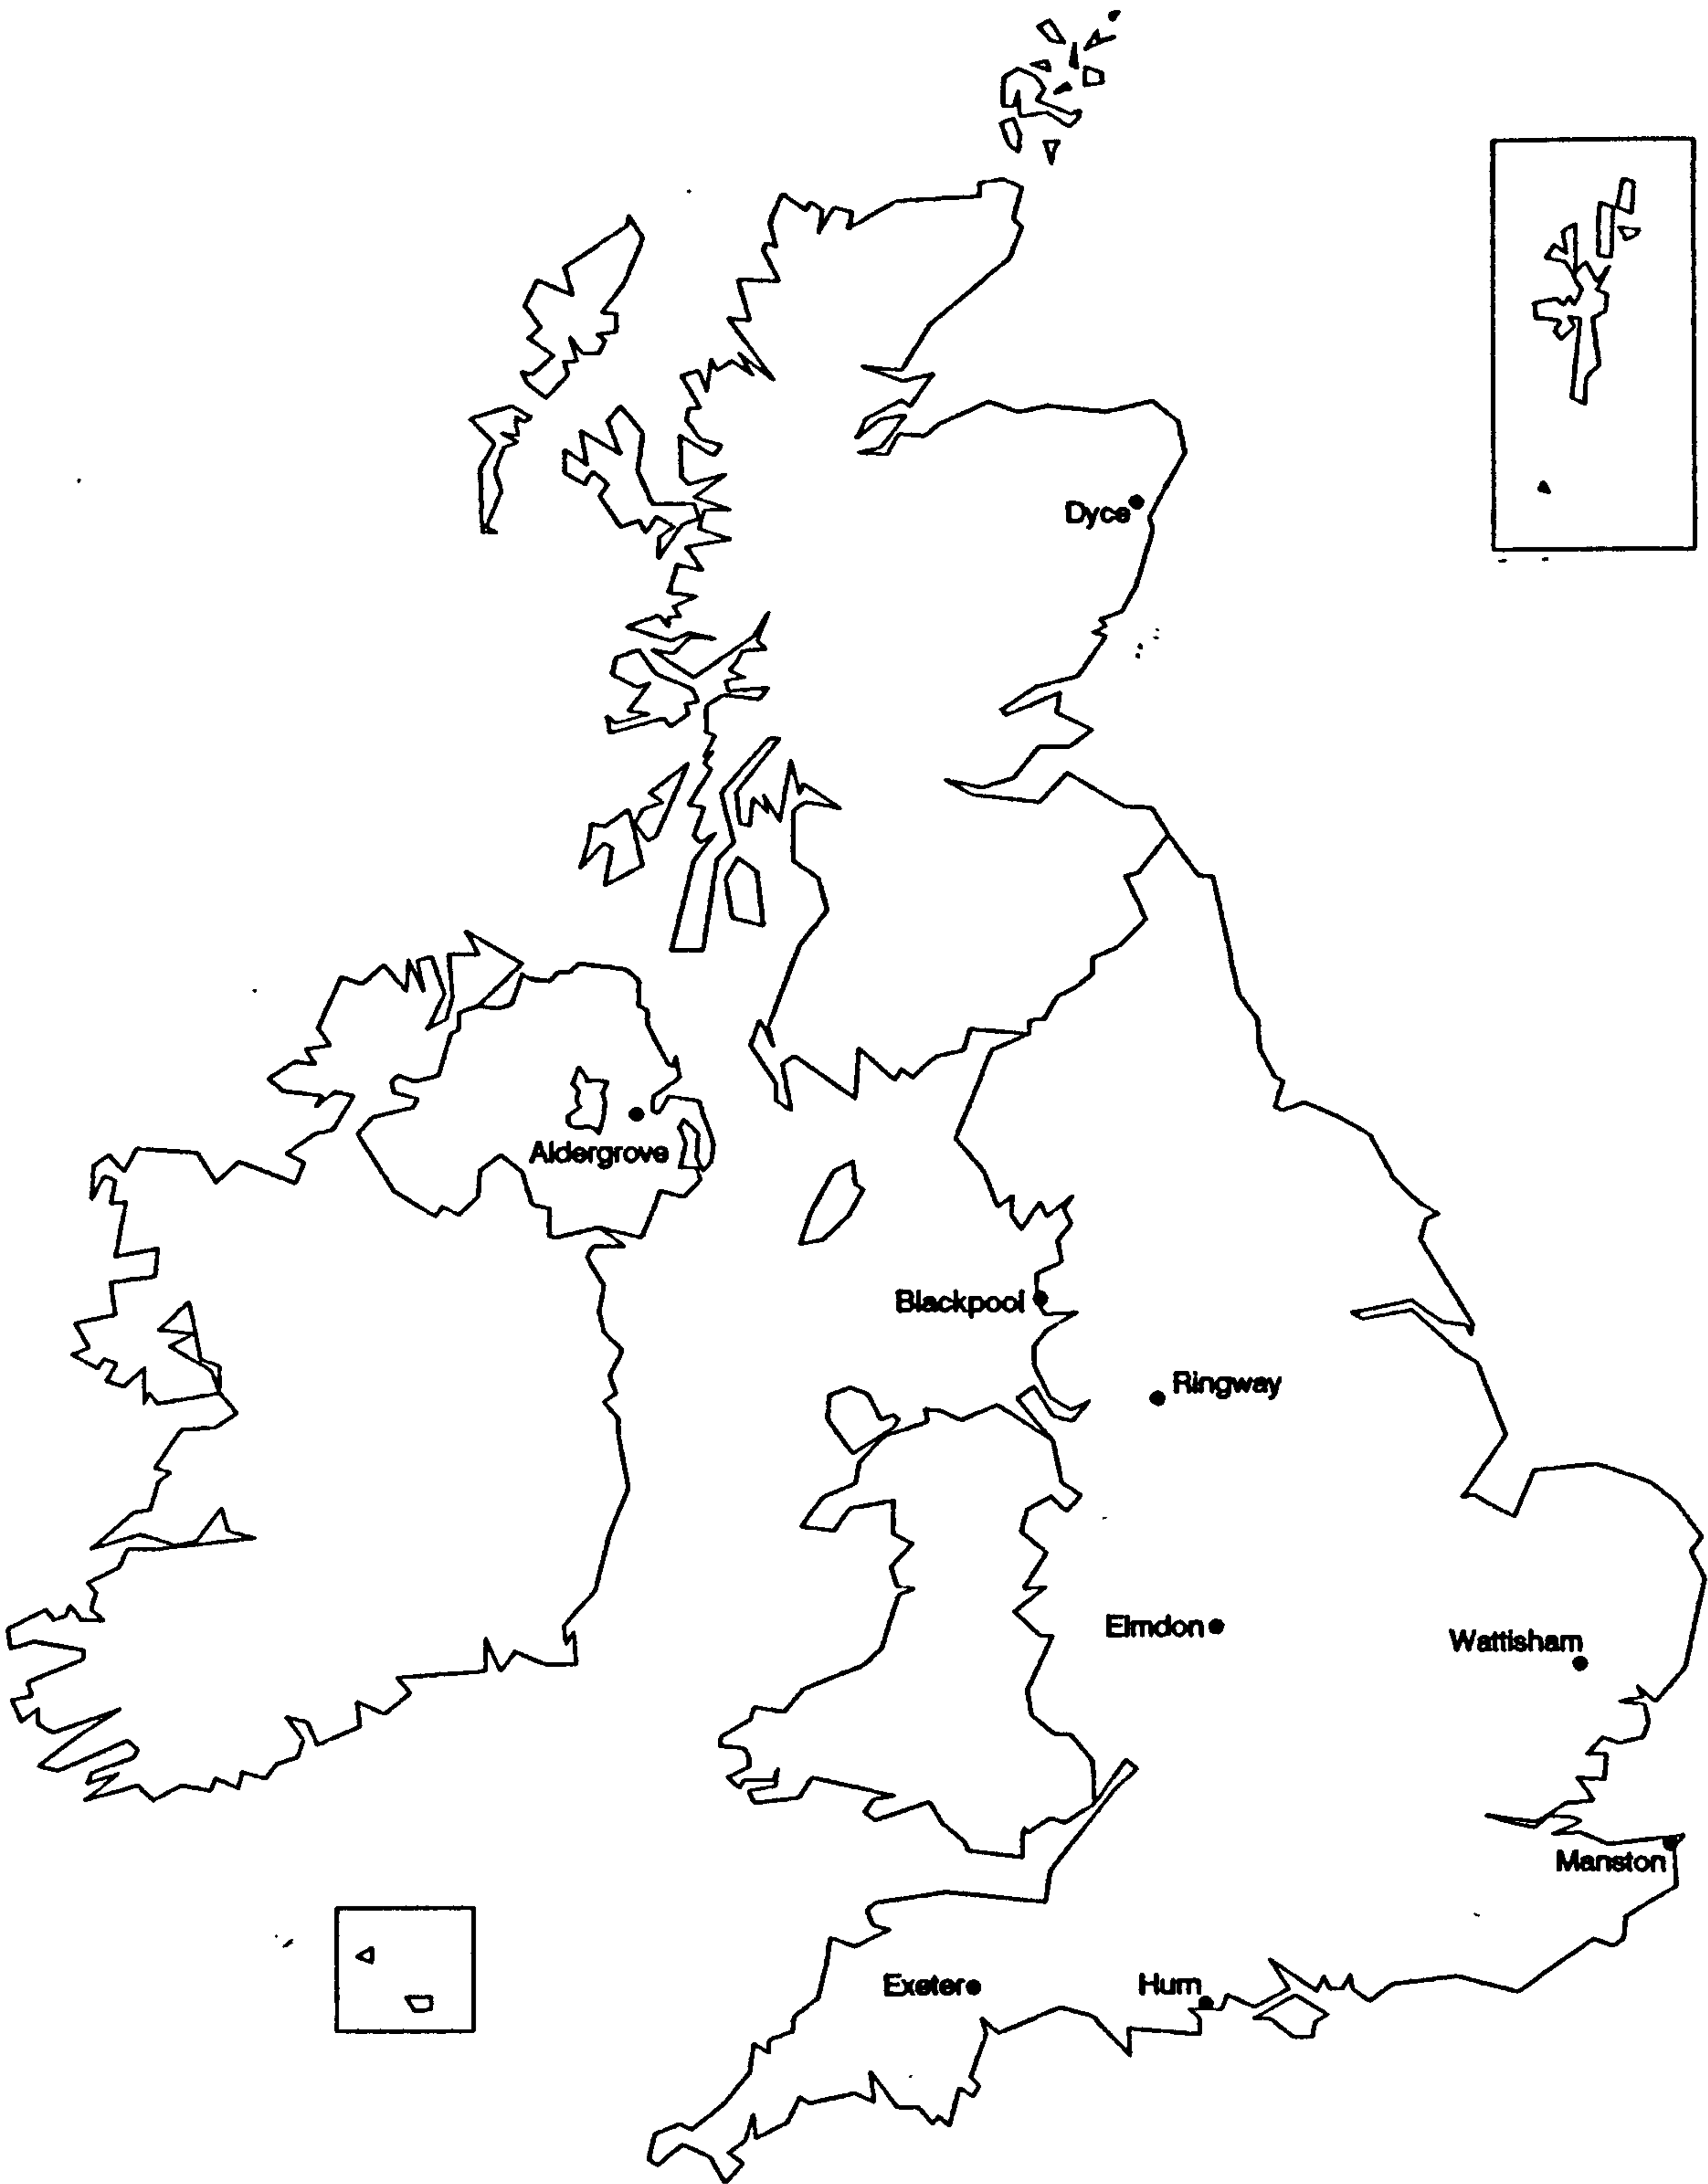 Dyce
Aldergrove
Blackpool
Ringway
Elmdon
Wattisham
Manston
Exeter
Hurn